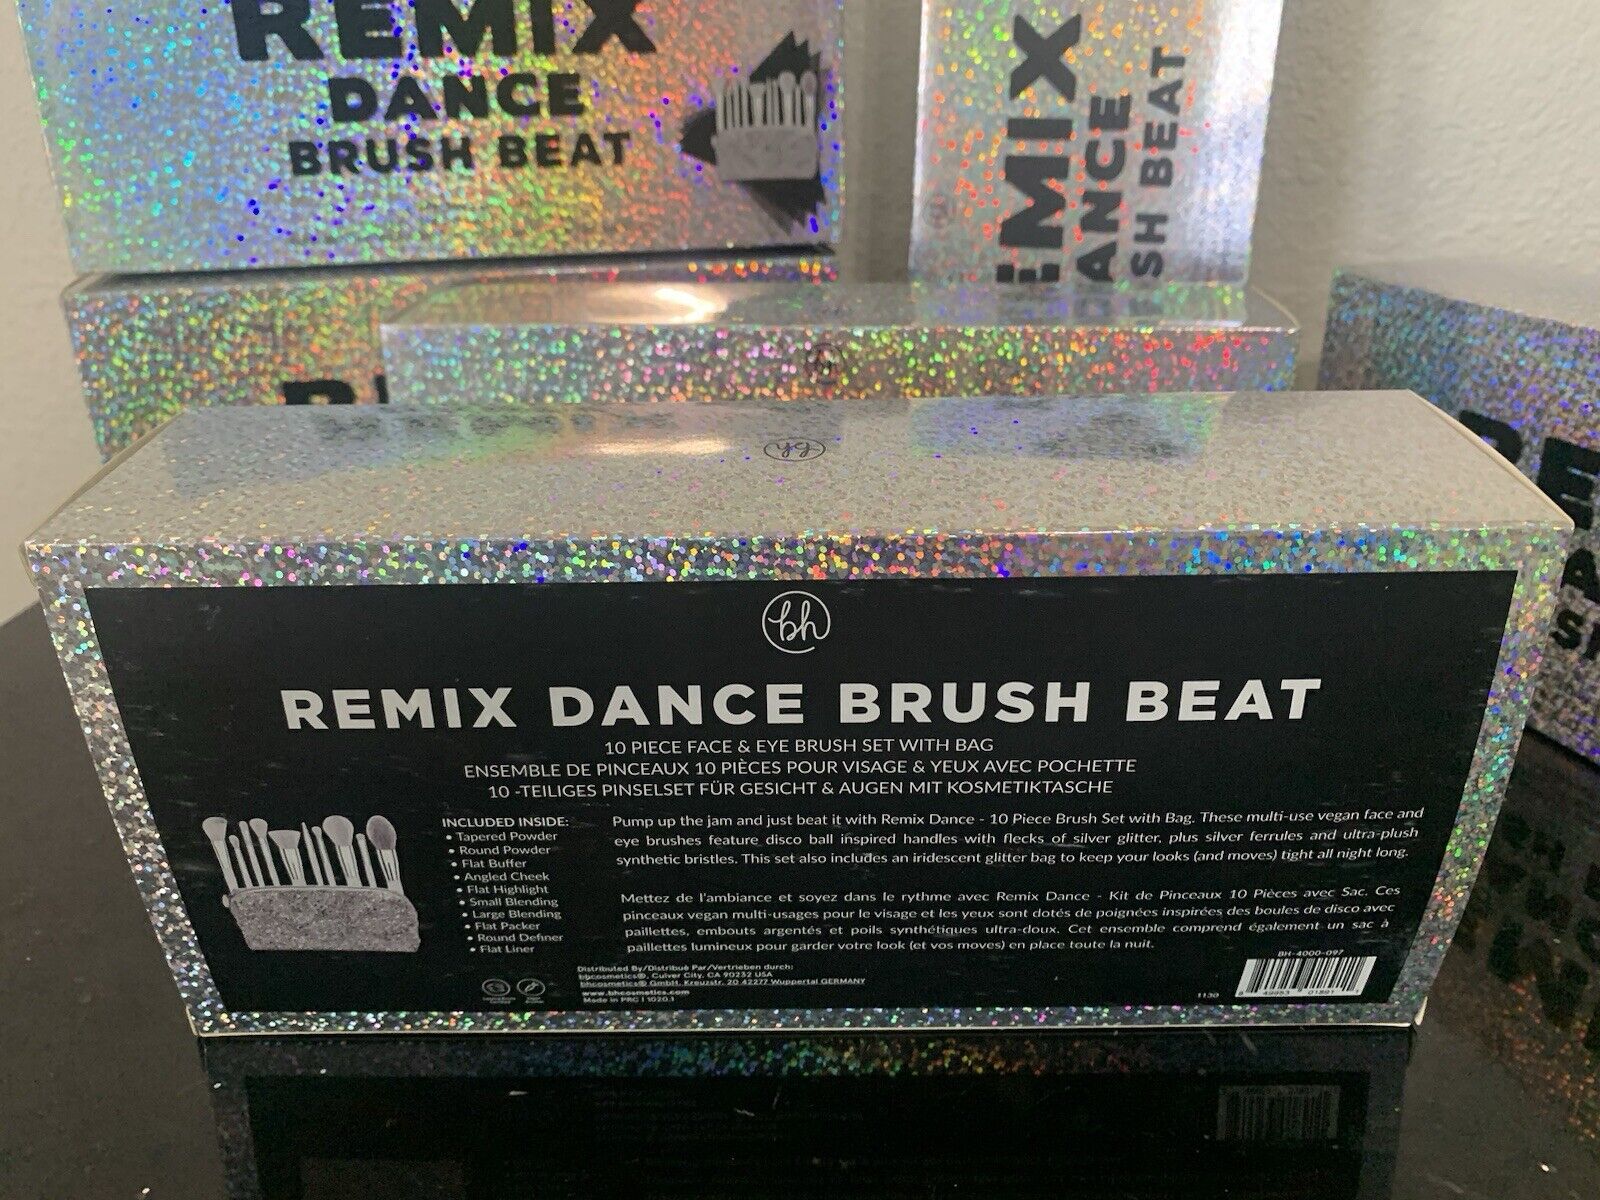 REMIX
DANCE
BRUSH BEAT
MIX
ANCE
SH BEAT
bh
bh
REMIX DANCE BRUSH BEAT
10 PIECE FACE & EYE BRUSH SET WITH BAG
ENSEMBLE DE PINCEAUX 10 PIÈCES POUR VISAGE & YEUX AVEC POCHETTE
10 -TEILIGES PINSELSET FÜR GESICHT & AUGEN MIT KOSMETIKTASCHE
INCLUDED INSIDE:
• Tapered Powder
• Round Powder
• Flat Buffer
• Angled Cheek
• Flat Highlight
• Small Blending
• Large Blending
• Flat Packer
• Round Definer
• Flat Liner
Pump up the jam and just beat it with Remix Dance - 10 Piece Brush Set with Bag. These multi-use vegan face and
eye brushes feature disco ball inspired handles with flecks of silver glitter, plus silver ferrules and ultra-plush
synthetic bristles. This set also includes an iridescent glitter bag to keep your looks (and moves) tight all night long.
Mettez de l'ambiance et soyez dans le rythme avec Remix Dance - Kit de Pinceaux 10 Pièces avec Sac. Ces
pinceaux vegan multi-usages pour le visage et les yeux sont dotés de poignées inspirées des boules de disco avec
paillettes, embouts argentés et poils synthétiques ultra-doux. Cet ensemble comprend également un sac à
paillettes lumineux pour garder votre look (et vos moves) en place toute la nuit.
Distributed By/Distribué Par/Vertrieben durch:
bhcosmetics®, Culver City, CA 90232 USA
bhcosmetics® GmbH, Kreuzstr. 20 42277 Wuppertal GERMANY
www.bhcosmetics.com
Made in PRC | 1020.1
BH-4000-097
1130